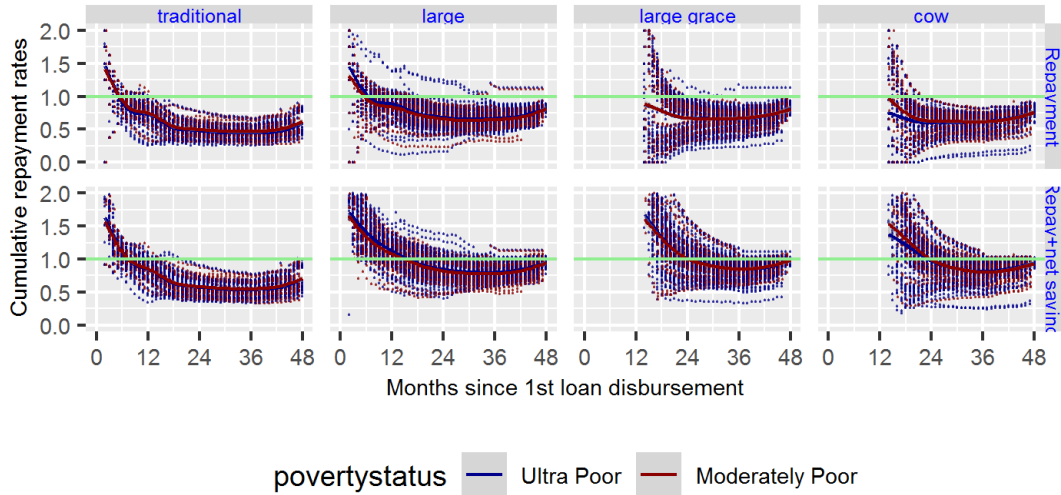 traditional large large grace cow
Cumulative repayment rates
2.0
1.5
1.0
0.5
0.0
Repayment
2.0
1.5
1.0
0.5
0.0
Repay+net saving
0 12 24 36 48 0 12 24 36 48 0 12 24 36 48 0 12 24 36 48
Months since 1st loan disbursement
povertystatus Ultra Poor Moderately Poor